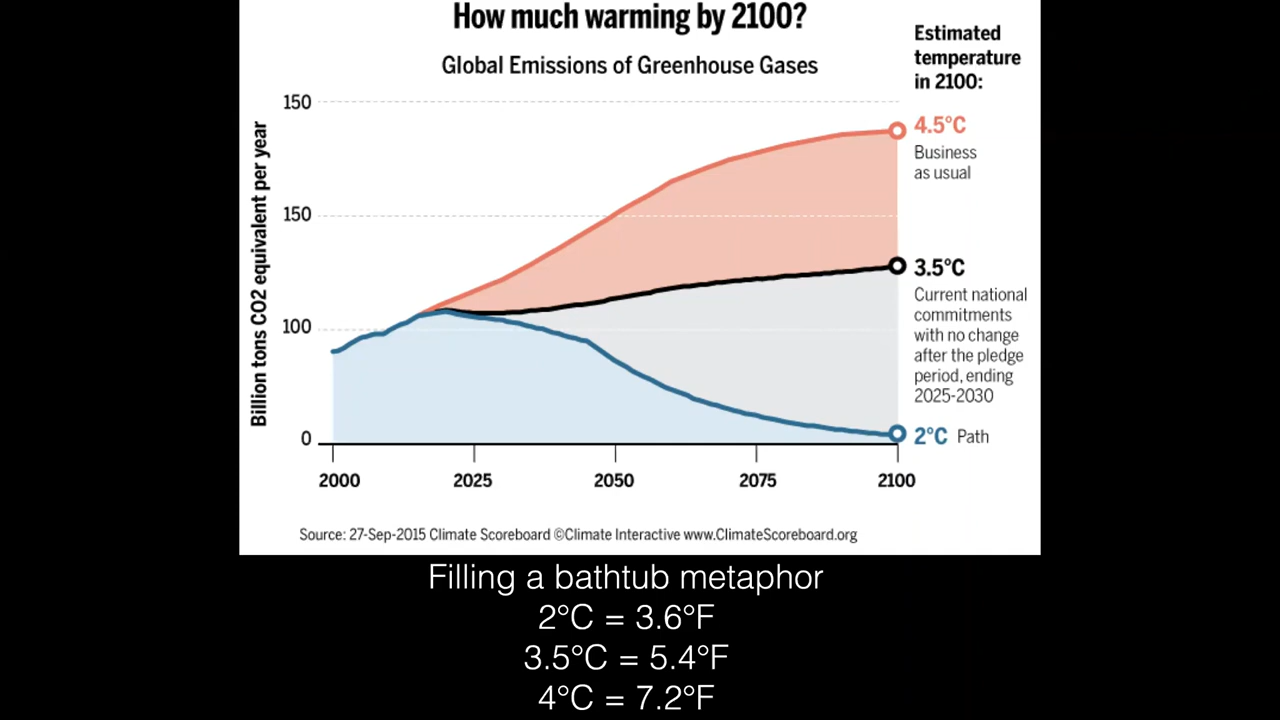 How much warming by 2100?
Global Emissions of Greenhouse Gases
Estimated
temperature
in 2100:
Billion tons CO2 equivalent per year
150
150
100
0
4.5°C
Business
as usual
3.5°C
Current national
commitments
with no change
after the pledge
period, ending
2025-2030
2°C Path
2000 2025 2050 2075 2100
Source: 27-Sep-2015 Climate Scoreboard ©Climate Interactive www.ClimateScoreboard.org
Filling a bathtub metaphor
2°C = 3.6°F
3.5°C = 5.4°F
4°C = 7.2°F